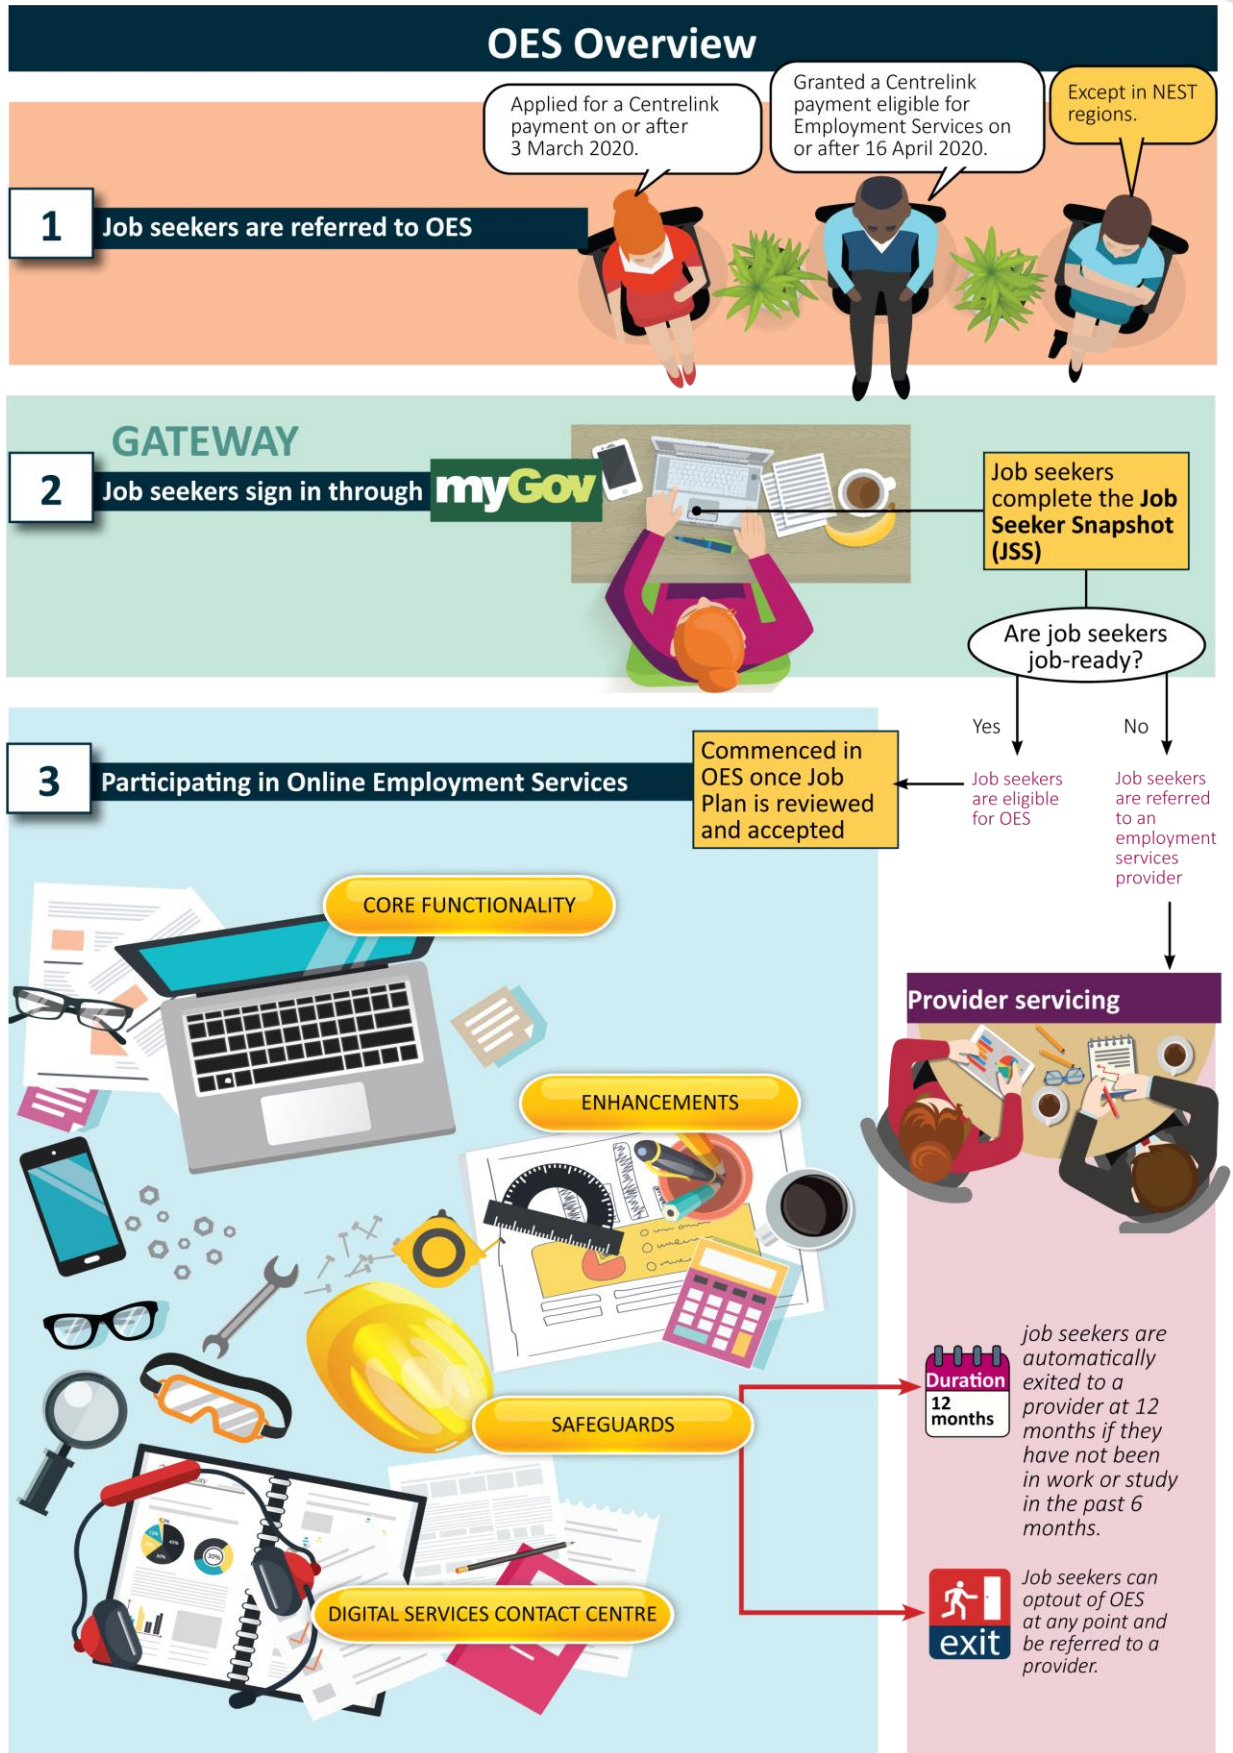 OES Overview
Applied for a Centrelink
payment on or after
3 March 2020.
Granted a Centrelink
payment eligible for
Employment Services on
or after 16 April 2020.
Except in NEST
regions.
1
Job seekers are referred to OES
GATEWAY
2
Job seekers sign in through myGov
Job seekers
complete the Job
Seeker Snapshot
(JSS)
Are job seekers
job-ready?
Yes
No
Job seekers
are eligible
for OES
Job seekers
are referred
to an
employment
services
provider
3
Participating in Online Employment Services
Commenced in
OES once Job
Plan is reviewed
and accepted
CORE FUNCTIONALITY
Provider servicing
ENHANCEMENTS
SAFEGUARDS
Duration
12
months
job seekers are
automatically
exited to a
provider at 12
months if they
have not been
in work or study
in the past 6
months.
30%
DIGITAL SERVICES CONTACT CENTRE
exit
Job seekers can
optout of OES
at any point and
be referred to a
provider.